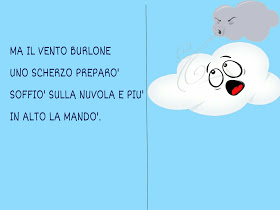 MA IL VENTO BURLONE
UNO SCHERZO PREPARO'
SOFFIO' SULLA NUVOLA E PIU'
IN ALTO LA MANDO'.